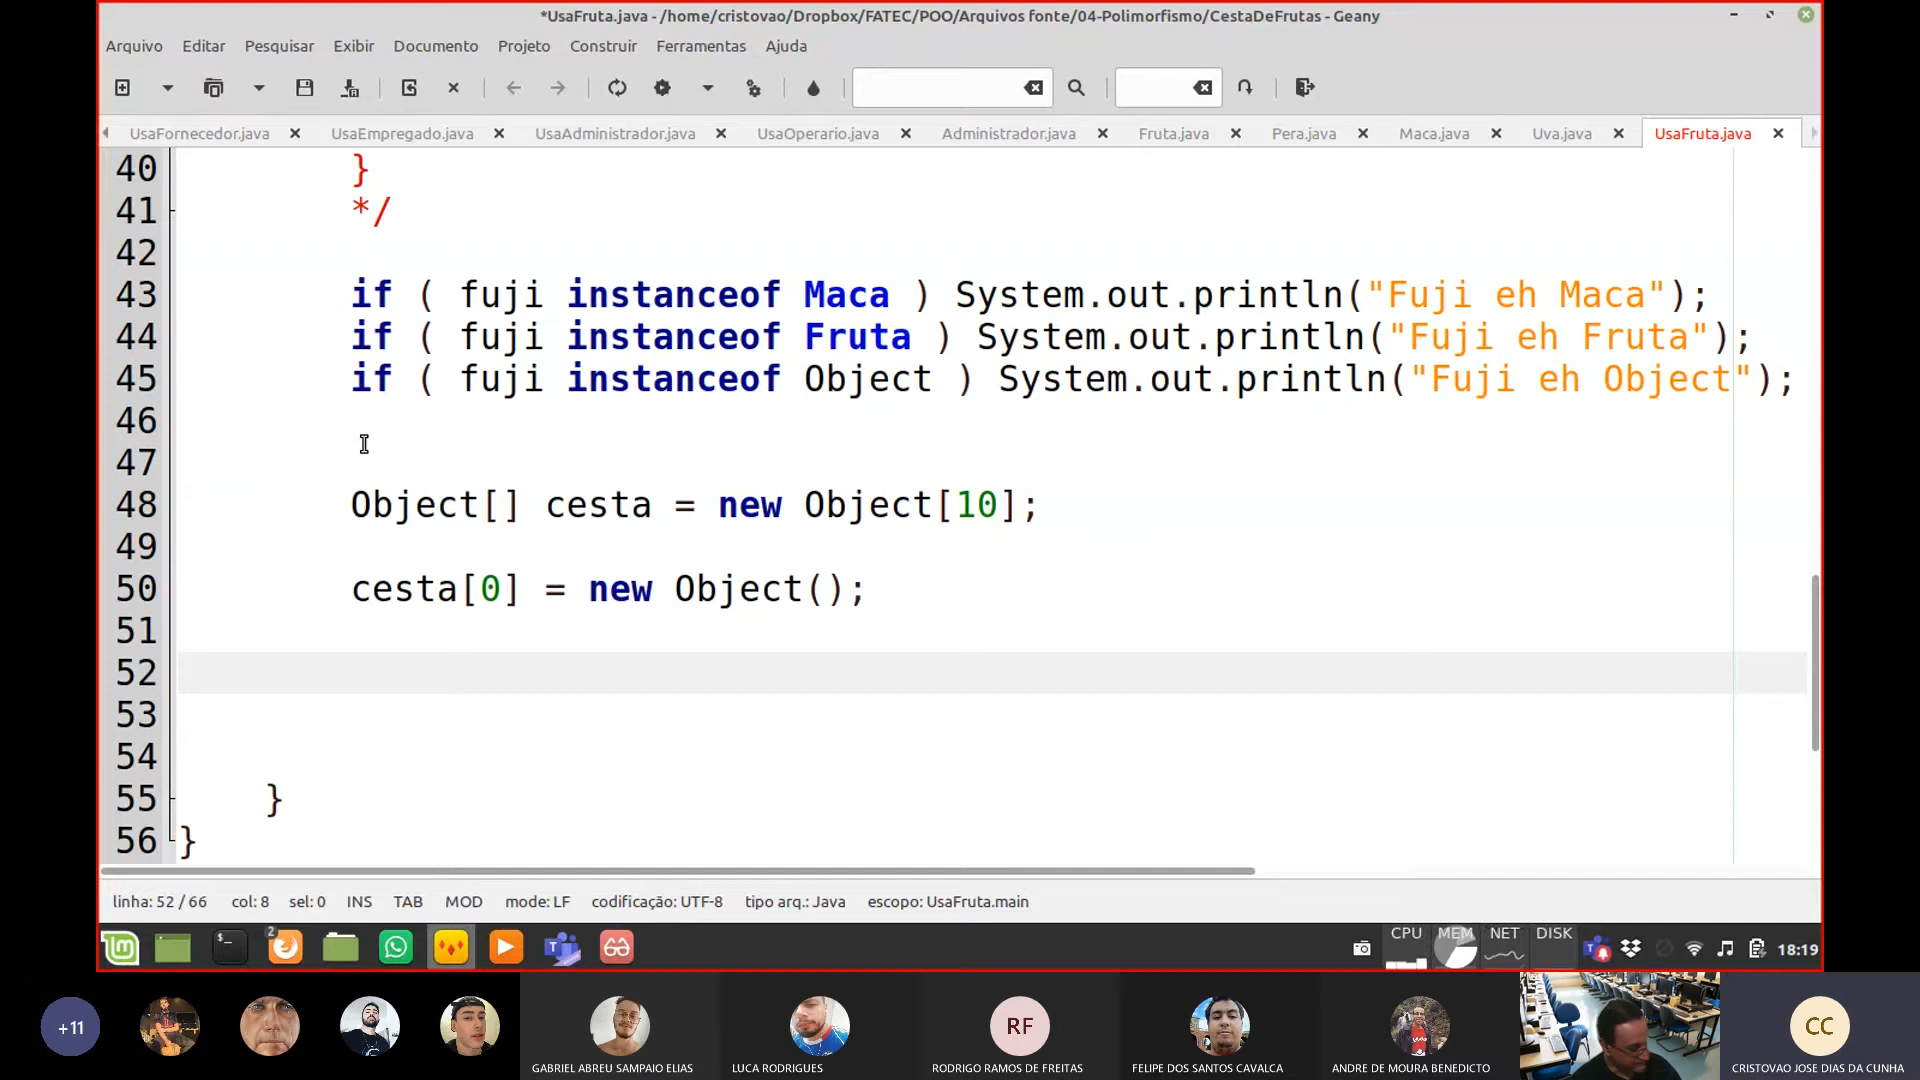 *UsaFruta.java - /home/cristovao/Dropbox/FATEC/POO/Arquivos fonte/04-Polimorfismo/CestaDeFrutas - Geany
Arquivo Editar Pesquisar Exibir Documento Projeto Construir Ferramentas Ajuda
UsaFornecedor.java UsaEmpregado.java UsaAdministrador.java UsaOperario.java Administrador.java Fruta.java Pera.java Maca.java Uva.java UsaFruta.java
40 }
41 */
42
43 if ( fuji instanceof Maca ) System.out.println("Fuji eh Maca");
44 if ( fuji instanceof Fruta ) System.out.println("Fuji eh Fruta");
45 if ( fuji instanceof Object ) System.out.println("Fuji eh Object");
46
47
48 Object[] cesta = new Object[10];
49
50 cesta[0] = new Object();
51
52
53
54
55 }
56 }
linha: 52 / 66 col: 8 sel: 0 INS TAB MOD mode: LF codificação: UTF-8 tipo arq.: Java escopo: UsaFruta.main
2 CPU MEM NET DISK 18:19
+11 RF CC
GABRIEL ABREU SAMPAIO ELIAS LUCA RODRIGUES RODRIGO RAMOS DE FREITAS FELIPE DOS SANTOS CAVALCA ANDRE DE MOURA BENEDICTO CRISTOVAO JOSE DIAS DA CUNHA